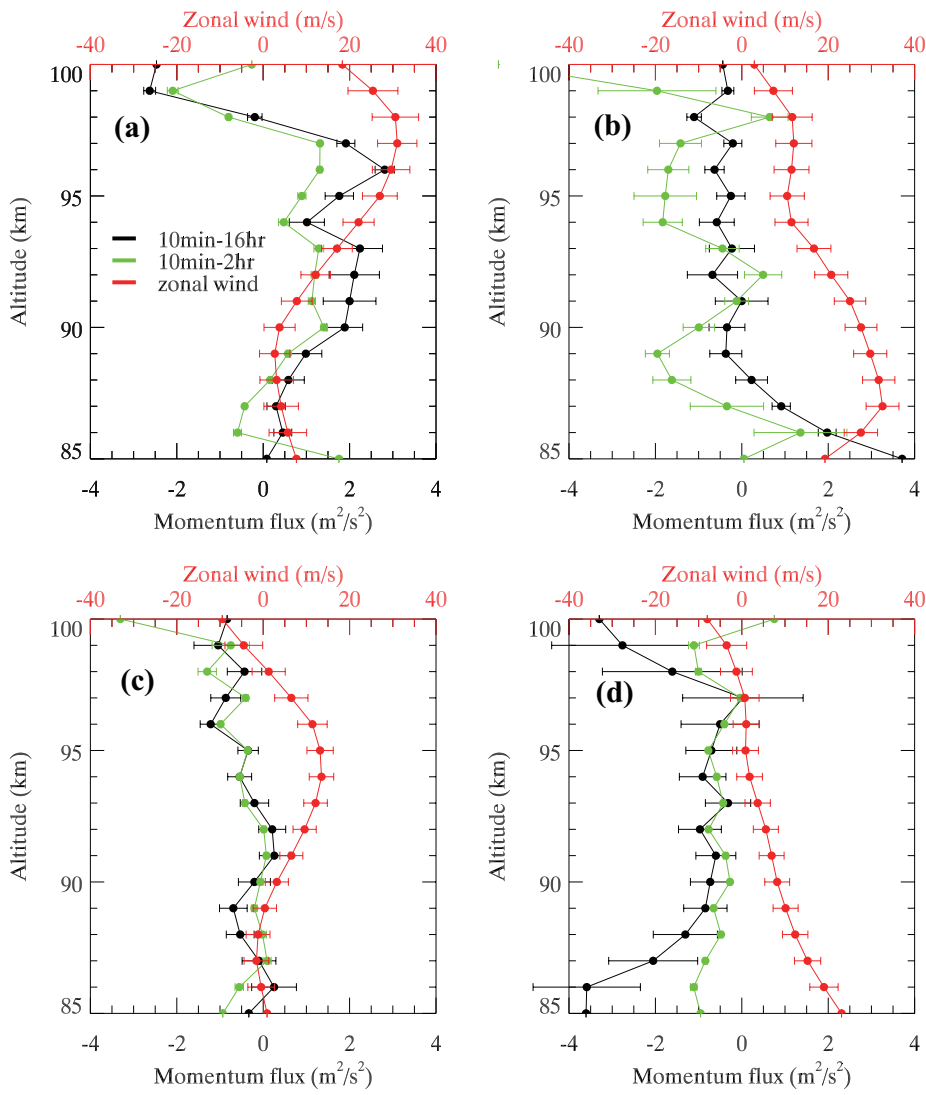 Zonal wind (m/s)
-40 -20 0 20 40
100
95
90
85
Altitude (km)
(a)
10min-16hr
10min-2hr
zonal wind
-4 -2 0 2 4
Momentum flux (m²/s²)
Zonal wind (m/s)
-40 -20 0 20 40
100
95
90
85
Altitude (km)
(b)
-4 -2 0 2 4
Momentum flux (m²/s²)
Zonal wind (m/s)
-40 -20 0 20 40
100
95
90
85
Altitude (km)
(c)
-4 -2 0 2 4
Momentum flux (m²/s²)
Zonal wind (m/s)
-40 -20 0 20 40
100
95
90
85
Altitude (km)
(d)
-4 -2 0 2 4
Momentum flux (m²/s²)